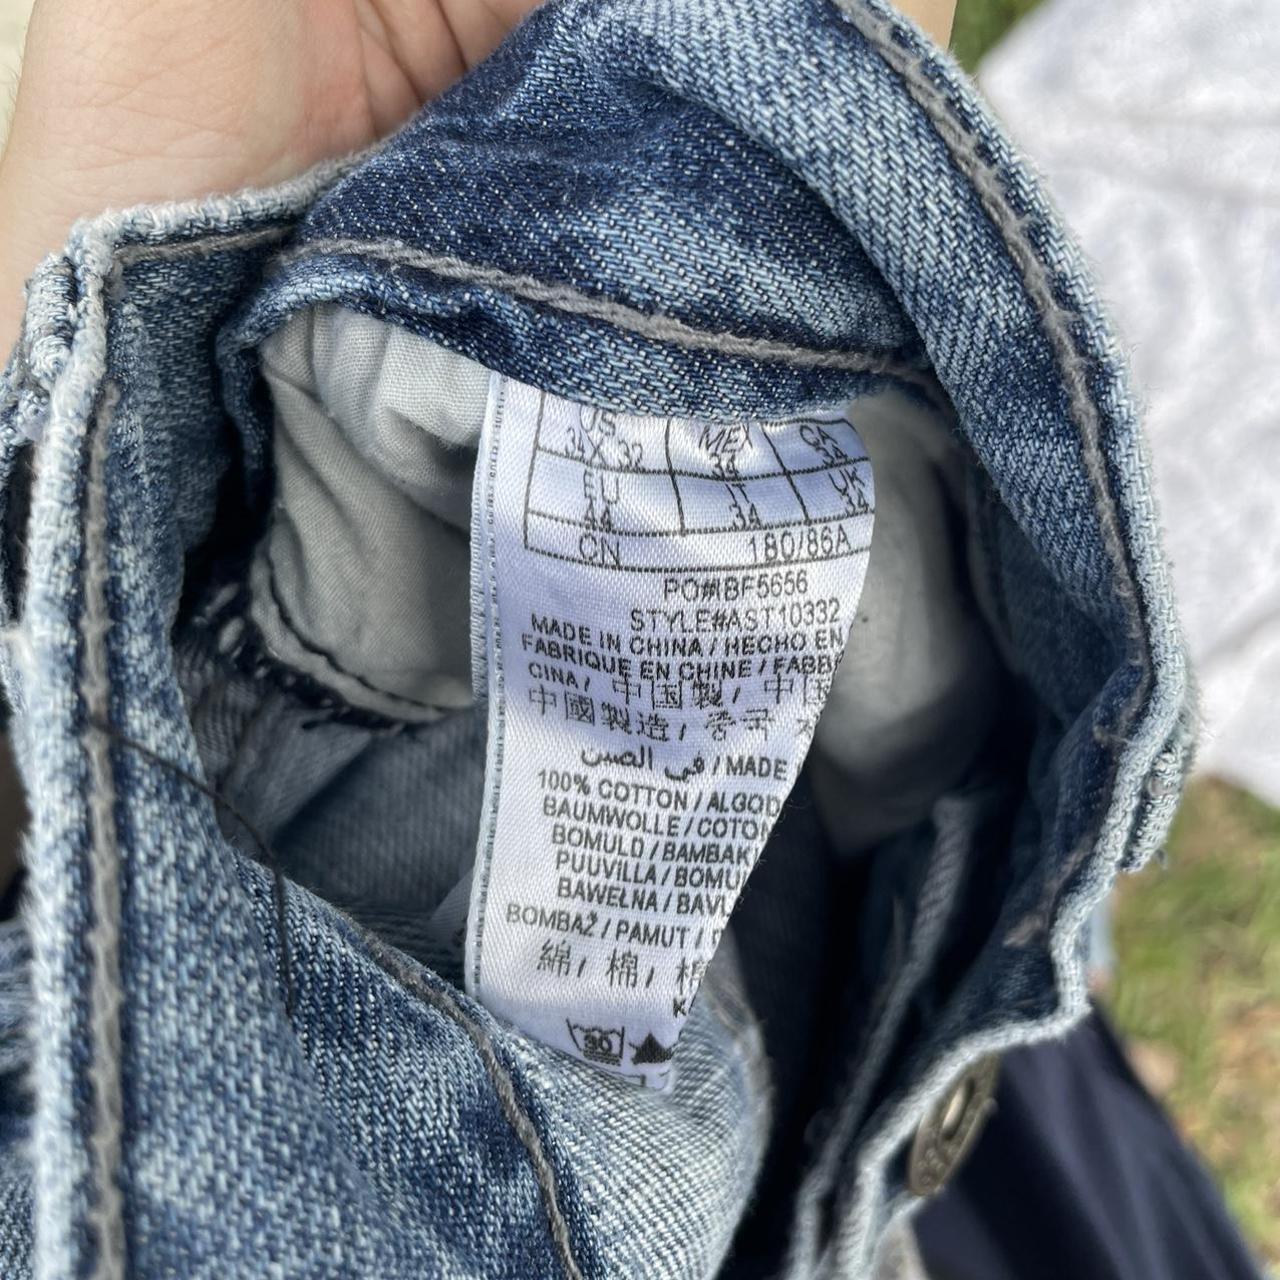 US MEX CA
34X 32 34 34
EU IT UK
44 34 34
CN 180/86A
PO#IBF5656
STYLE#AST10332
MADE IN CHINA / HECHO EN
FABRIQUE EN CHINE / FABB
CINA / 中国製 / 中国
中國製造 / 중국
في الصين / MADE
100% COTTON / ALGOD
BAUMWOLLE / COTON
BOMULD / BAMBAK
PUUVILLA / BOMU
BAWEŁNA / BAVL
BOMBAŽ / PAMUT /
綿 / 棉 / 棉
K
30